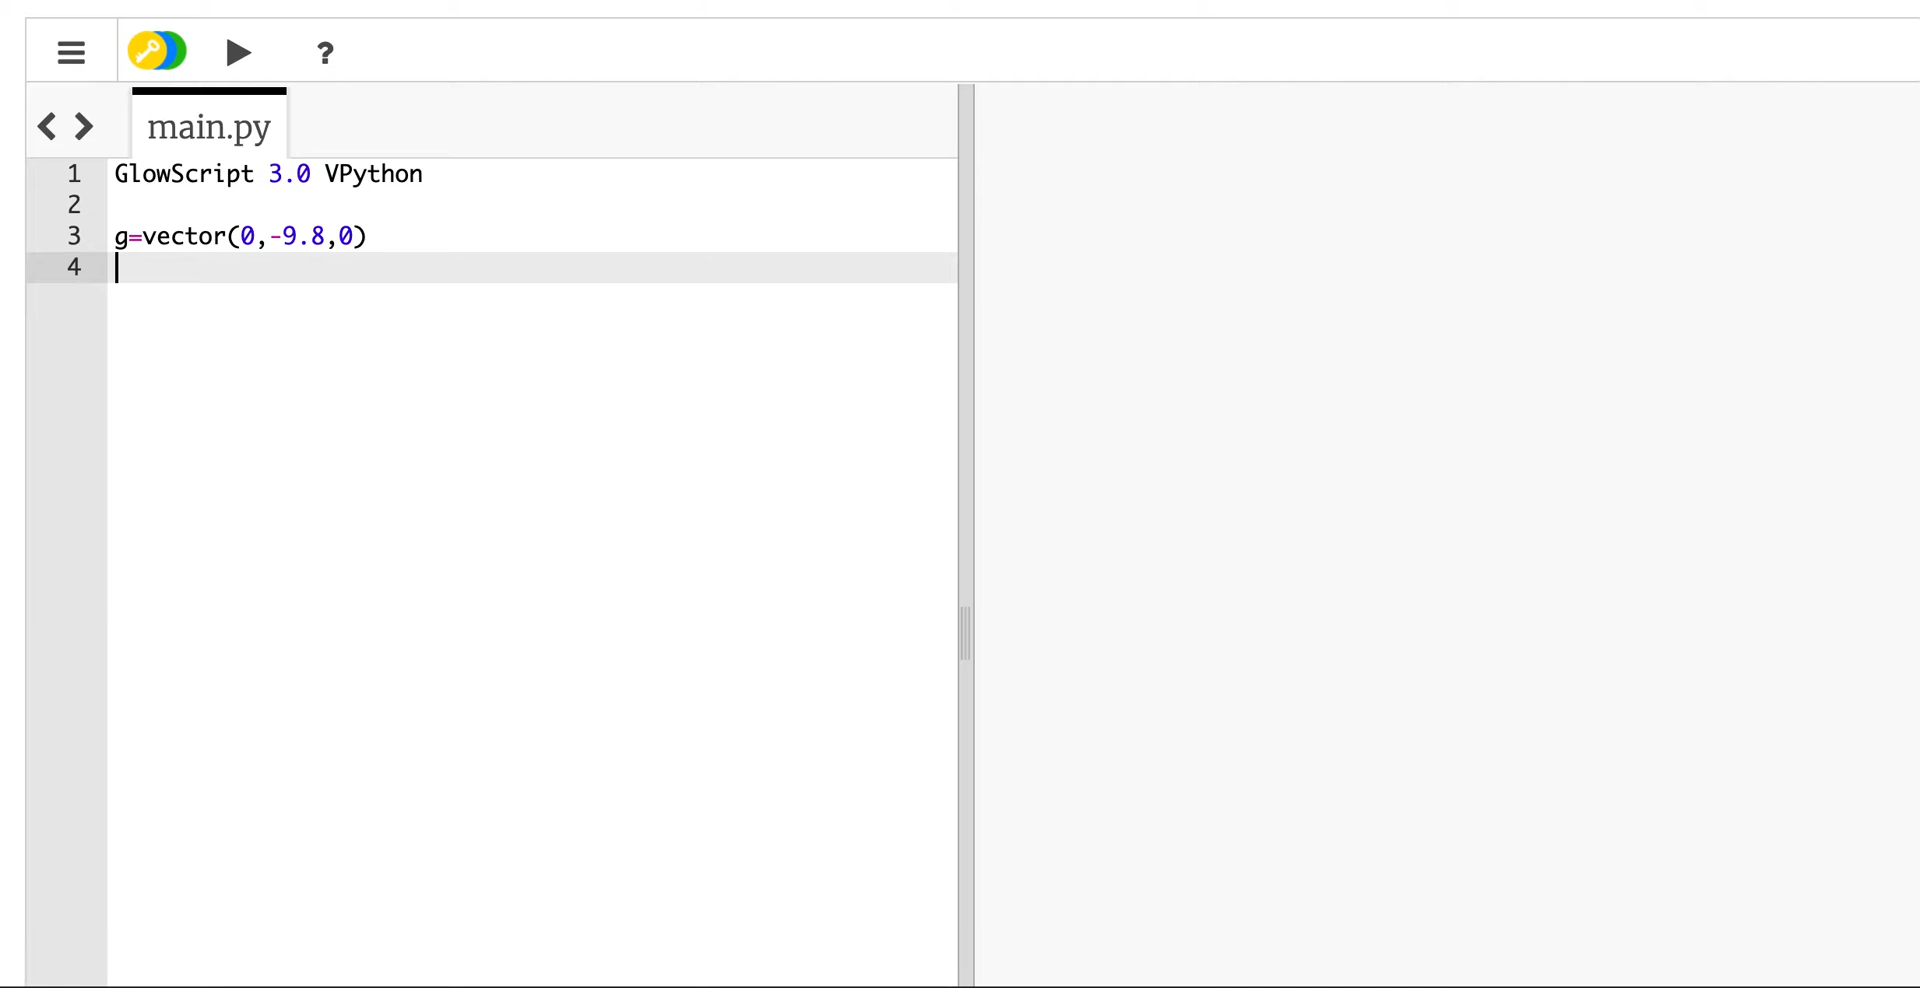 ?
main.py
1 GlowScript 3.0 VPython
2
3 g=vector(0,-9.8,0)
4